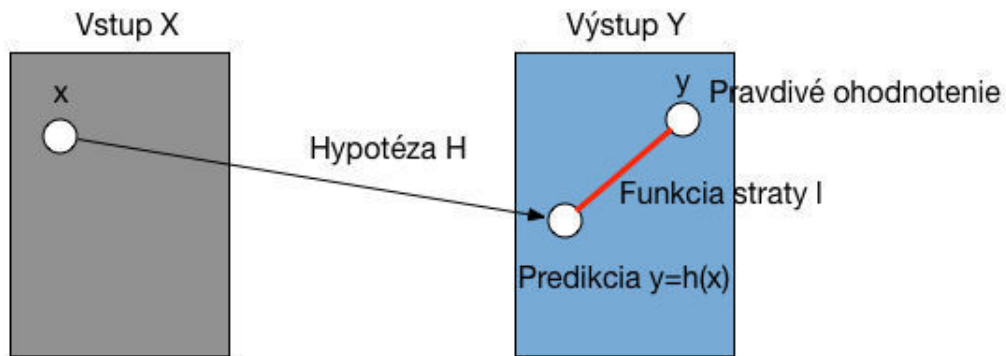 Vstup X
Výstup Y
x
y
Pravdivé ohodnotenie
Hypotéza H
Funkcia straty l
Predikcia y=h(x)